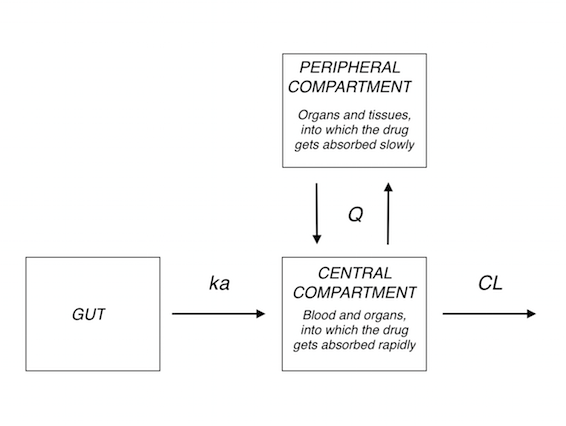 PERIPHERAL
COMPARTMENT
Organs and tissues,
into which the drug
gets absorbed slowly
Q
GUT
ka
CENTRAL
COMPARTMENT
Blood and organs,
into which the drug
gets absorbed rapidly
CL